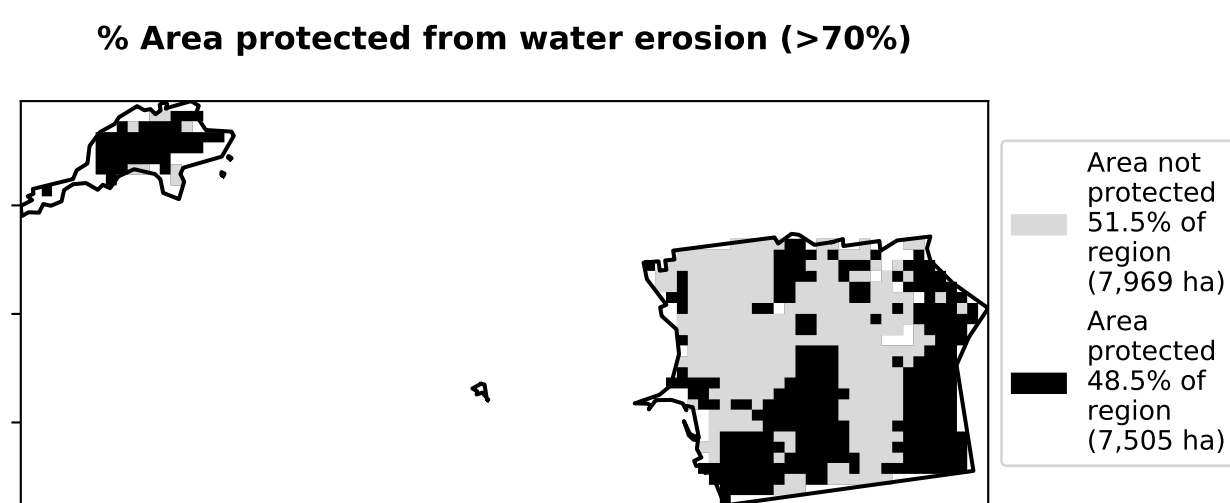 % Area protected from water erosion (>70%)
Area not
protected
51.5% of
region
(7,969 ha)
Area
protected
48.5% of
region
(7,505 ha)